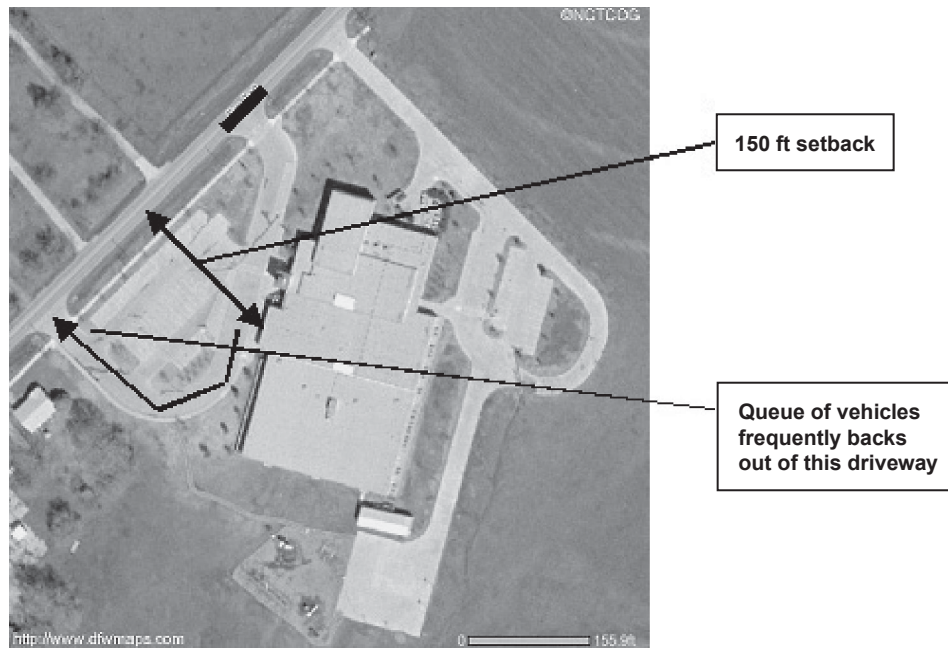 ©NCTCOG
150 ft setback
Queue of vehicles
frequently backs
out of this driveway
http://www.dfwmaps.com
0 155.9ft